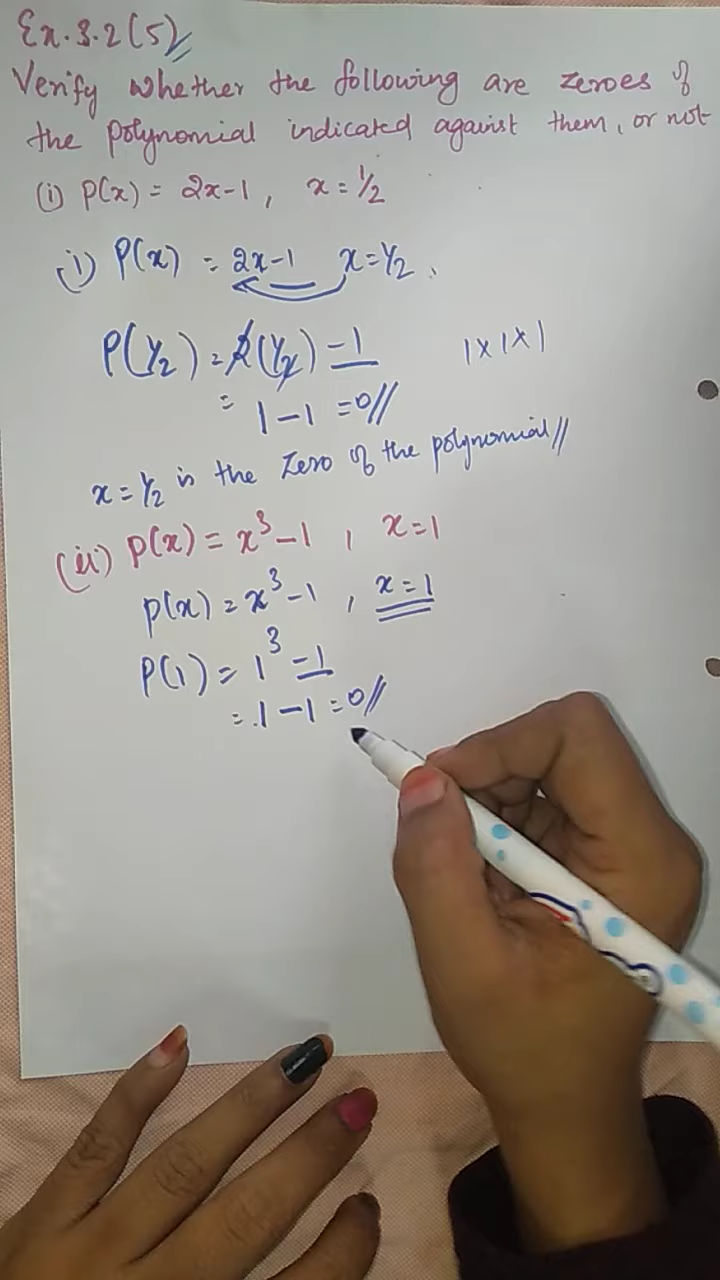 Ex.3.2(5)
Verify whether the following are zeroes of
the polynomial indicated against them, or not
(i) P(x) = 2x-1, x = 1/2
i) P(x) = 2x-1 x=1/2,
P(1/2) = 2(1/2) -1
1x1x1
= 1-1 =0//
x = 1/2 is the zero of the polynomial//
(ii) P(x) = x³-1, x=1
p(x) = x³-1, x=1
P(1) = 1³-1
= 1-1 =0//